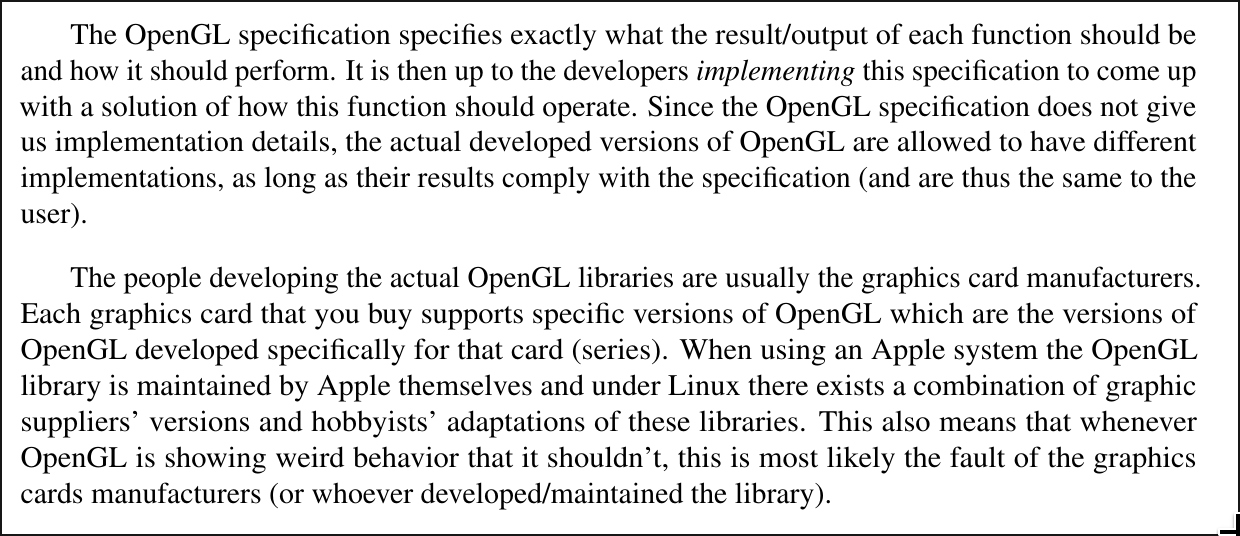 The OpenGL specification specifies exactly what the result/output of each function should be
and how it should perform. It is then up to the developers implementing this specification to come up
with a solution of how this function should operate. Since the OpenGL specification does not give
us implementation details, the actual developed versions of OpenGL are allowed to have different
implementations, as long as their results comply with the specification (and are thus the same to the
user).
The people developing the actual OpenGL libraries are usually the graphics card manufacturers.
Each graphics card that you buy supports specific versions of OpenGL which are the versions of
OpenGL developed specifically for that card (series). When using an Apple system the OpenGL
library is maintained by Apple themselves and under Linux there exists a combination of graphic
suppliers’ versions and hobbyists’ adaptations of these libraries. This also means that whenever
OpenGL is showing weird behavior that it shouldn’t, this is most likely the fault of the graphics
cards manufacturers (or whoever developed/maintained the library).